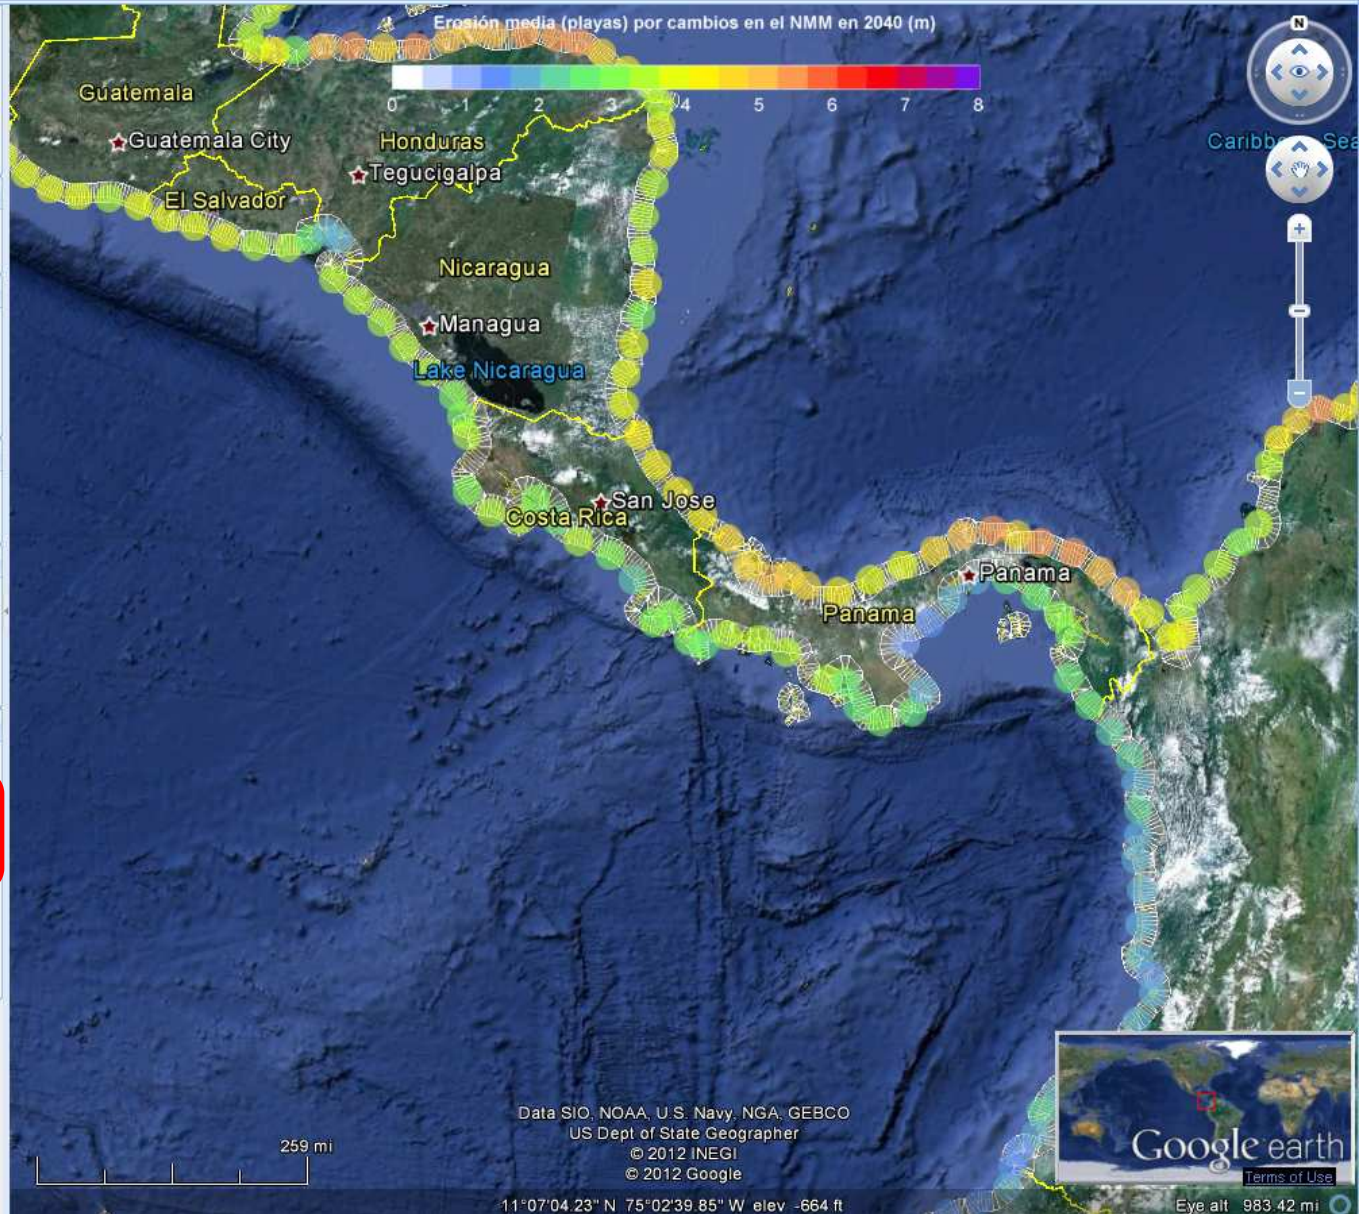 Erosión media (playas) por cambios en el NMM en 2040 (m)
0 1 2 3 4 5 6 7 8
N
Guatemala
Guatemala City
Honduras
Tegucigalpa
El Salvador
Nicaragua
Managua
Lake Nicaragua
San Jose
Costa Rica
Panama
Panama
Sea
Data SIO, NOAA, U.S. Navy, NGA, GEBCO
US Dept of State Geographer
© 2012 INEGI
© 2012 Google
259 mi
Google earth
Terms of Use
11°07'04.23" N 75°02'39.85" W elev -664 ft
Eye alt 983.42 mi